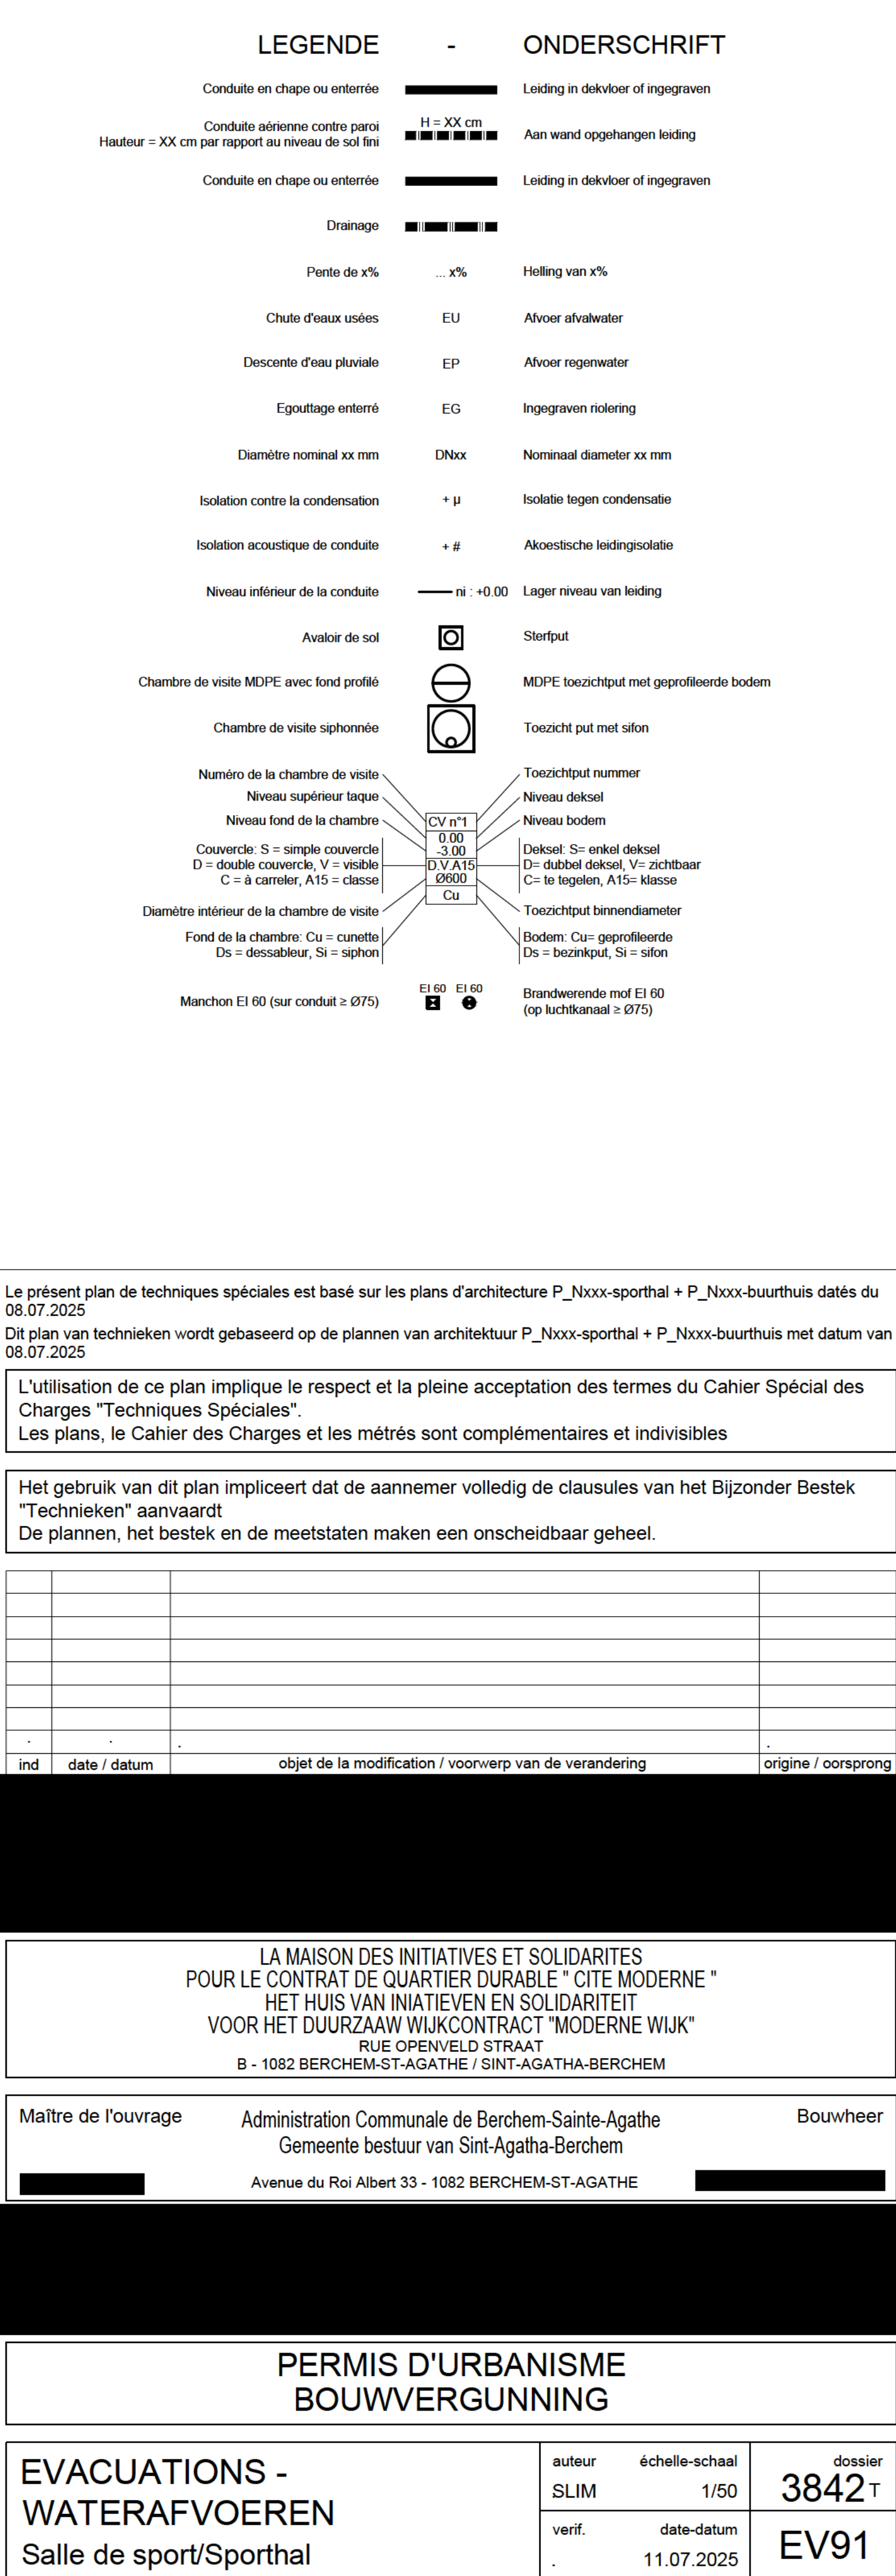 LEGENDE - ONDERSCHRIFT
Conduite en chape ou enterrée Leiding in dekvloer of ingegraven
Conduite aérienne contre paroi H = XX cm
Hauteur = XX cm par rapport au niveau de sol fini Aan wand opgehangen leiding
Conduite en chape ou enterrée Leiding in dekvloer of ingegraven
Drainage
Pente de x% ... x% Helling van x%
Chute d'eaux usées EU Afvoer afvalwater
Descente d'eau pluviale EP Afvoer regenwater
Egouttage enterré EG Ingegraven riolering
Diamètre nominal xx mm DNxx Nominaal diameter xx mm
Isolation contre la condensation + µ Isolatie tegen condensatie
Isolation acoustique de conduite + # Akoestische leidingisolatie
Niveau inférieur de la conduite ni : +0.00 Lager niveau van leiding
Avaloir de sol Sterfput
Chambre de visite MDPE avec fond profilé MDPE toezichtput met geprofileerde bodem
Chambre de visite siphonnée Toezicht put met sifon
Numéro de la chambre de visite Toezichtput nummer
Niveau supérieur taque Niveau deksel
Niveau fond de la chambre CV n°1 Niveau bodem
0.00
-3.00
Couvercle: S = simple couvercle Deksel: S= enkel deksel
D = double couvercle, V = visible D.V.A15 D= dubbel deksel, V= zichtbaar
C = à carreler, A15 = classe Ø600 C= te tegelen, A15= klasse
Cu
Diamètre intérieur de la chambre de visite Toezichtput binnendiameter
Fond de la chambre: Cu = cunette Bodem: Cu= geprofileerde
Ds = dessableur, Si = siphon Ds = bezinkput, Si = sifon
EI 60 EI 60
Manchon EI 60 (sur conduit ≥ Ø75) Brandwerende mof EI 60
(op luchtkanaal ≥ Ø75)
Le présent plan de techniques spéciales est basé sur les plans d'architecture P_Nxxx-sporthal + P_Nxxx-buurthuis datés du
08.07.2025
Dit plan van technieken wordt gebaseerd op de plannen van architektuur P_Nxxx-sporthal + P_Nxxx-buurthuis met datum van
08.07.2025
L'utilisation de ce plan implique le respect et la pleine acceptation des termes du Cahier Spécial des
Charges "Techniques Spéciales".
Les plans, le Cahier des Charges et les métrés sont complémentaires et indivisibles
Het gebruik van dit plan impliceert dat de aannemer volledig de clausules van het Bijzonder Bestek
"Technieken" aanvaardt
De plannen, het bestek en de meetstaten maken een onscheidbaar geheel.
. . . .
ind date / datum objet de la modification / voorwerp van de verandering origine / oorsprong
LA MAISON DES INITIATIVES ET SOLIDARITES
POUR LE CONTRAT DE QUARTIER DURABLE " CITE MODERNE "
HET HUIS VAN INIATIEVEN EN SOLIDARITEIT
VOOR HET DUURZAAW WIJKCONTRACT "MODERNE WIJK"
RUE OPENVELD STRAAT
B - 1082 BERCHEM-ST-AGATHE / SINT-AGATHA-BERCHEM
Maître de l'ouvrage Administration Communale de Berchem-Sainte-Agathe Bouwheer
Gemeente bestuur van Sint-Agatha-Berchem
Avenue du Roi Albert 33 - 1082 BERCHEM-ST-AGATHE
PERMIS D'URBANISME
BOUWVERGUNNING
EVACUATIONS -
WATERAFVOEREN
Salle de sport/Sporthal
auteur échelle-schaal dossier
SLIM 1/50 3842 T
verif. date-datum EV91
. 11.07.2025